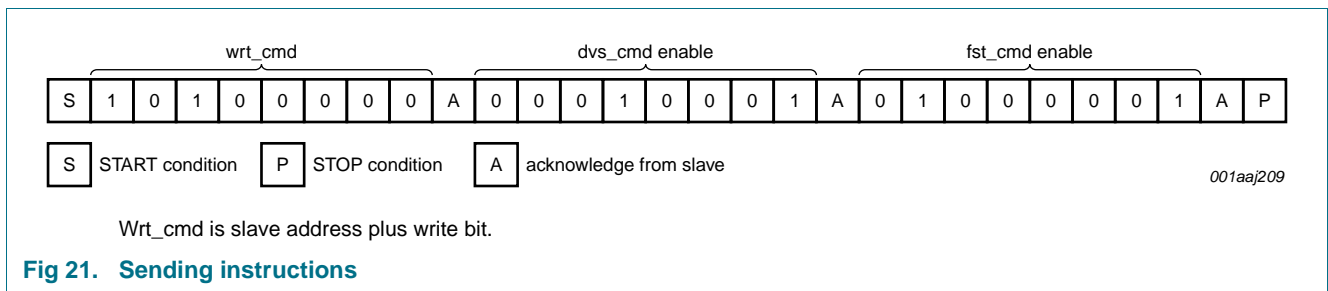 wrt_cmd dvs_cmd enable fst_cmd enable
S 1 0 1 0 0 0 0 0 A 0 0 0 1 0 0 0 1 A 0 1 0 0 0 0 0 1 A P
S START condition P STOP condition A acknowledge from slave
001aaj209
Wrt_cmd is slave address plus write bit.
Fig 21. Sending instructions